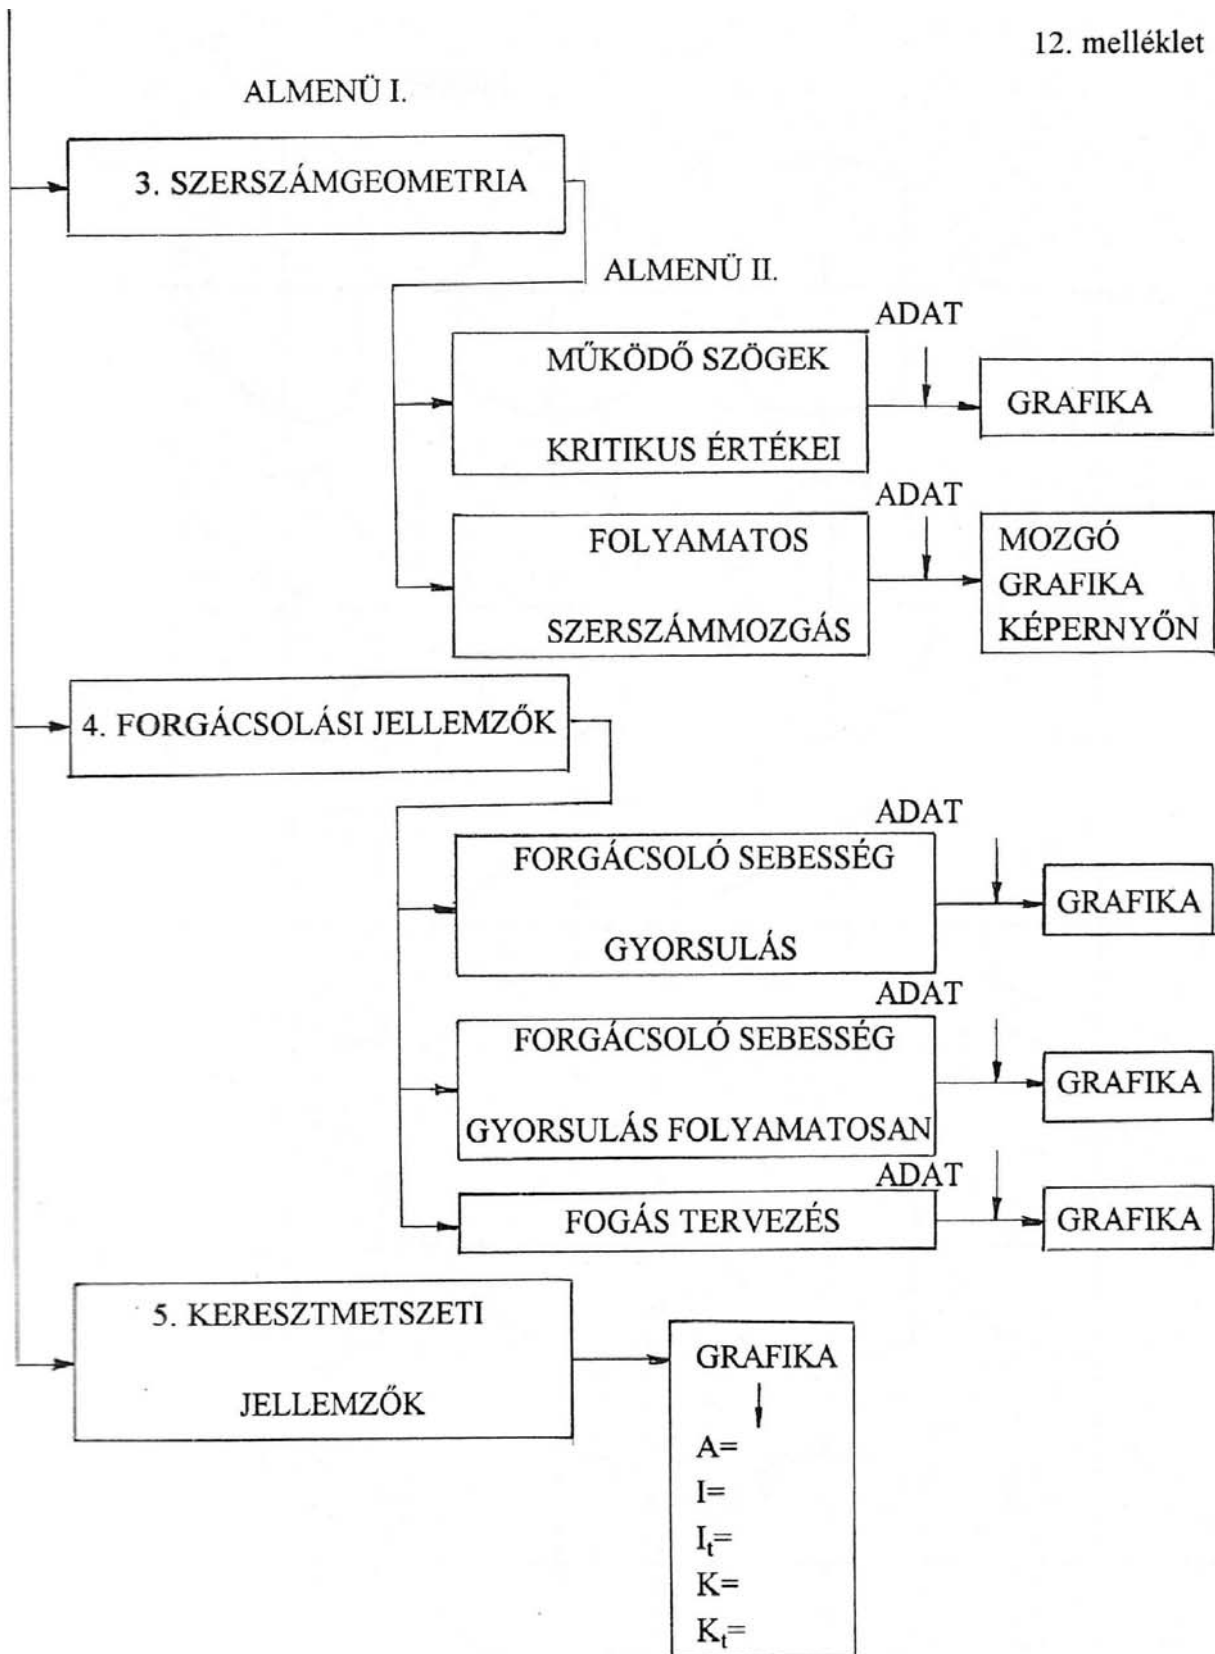 12. melléklet
ALMENÜ I.
3. SZERSZÁMGEOMETRIA
ALMENÜ II.
ADAT
MŰKÖDŐ SZÖGEK
KRITIKUS ÉRTÉKEI
GRAFIKA
ADAT
FOLYAMATOS
SZERSZÁMMOZGÁS
MOZGÓ
GRAFIKA
KÉPERNYŐN
4. FORGÁCSOLÁSI JELLEMZŐK
ADAT
FORGÁCSOLÓ SEBESSÉG
GYORSULÁS
GRAFIKA
ADAT
FORGÁCSOLÓ SEBESSÉG
GYORSULÁS FOLYAMATOSAN
GRAFIKA
ADAT
FOGÁS TERVEZÉS
GRAFIKA
5. KERESZTMETSZETI
JELLEMZŐK
GRAFIKA
A=
I=
Iₜ=
K=
Kₜ=